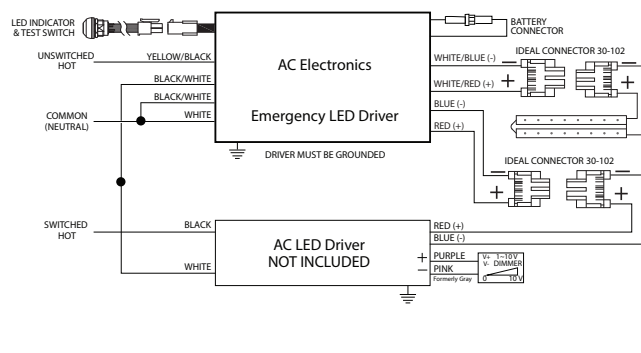 LED INDICATOR
& TEST SWITCH
BATTERY
CONNECTOR
UNSWITCHED
HOT
YELLOW/BLACK
BLACK/WHITE
BLACK/WHITE
WHITE
COMMON
(NEUTRAL)
AC Electronics
Emergency LED Driver
DRIVER MUST BE GROUNDED
WHITE/BLUE (-)
WHITE/RED (+)
BLUE (-)
RED (+)
IDEAL CONNECTOR 30-102
− +
− +
IDEAL CONNECTOR 30-102
− +
− +
SWITCHED
HOT
BLACK
WHITE
AC LED Driver
NOT INCLUDED
RED (+)
BLUE (-)
+ PURPLE
− PINK
Formerly Gray
V+ 1~10 V
V- DIMMER
0 10 V